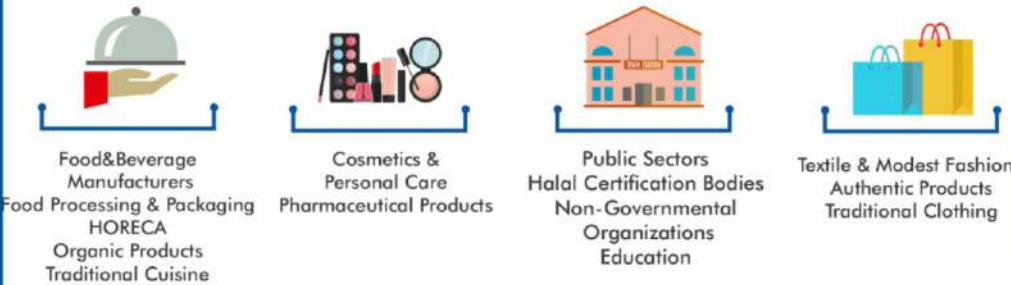 Food&Beverage
Manufacturers
Food Processing & Packaging
HORECA
Organic Products
Traditional Cuisine
Cosmetics &
Personal Care
Pharmaceutical Products
Public Sectors
Halal Certification Bodies
Non-Governmental
Organizations
Education
Textile & Modest Fashion
Authentic Products
Traditional Clothing